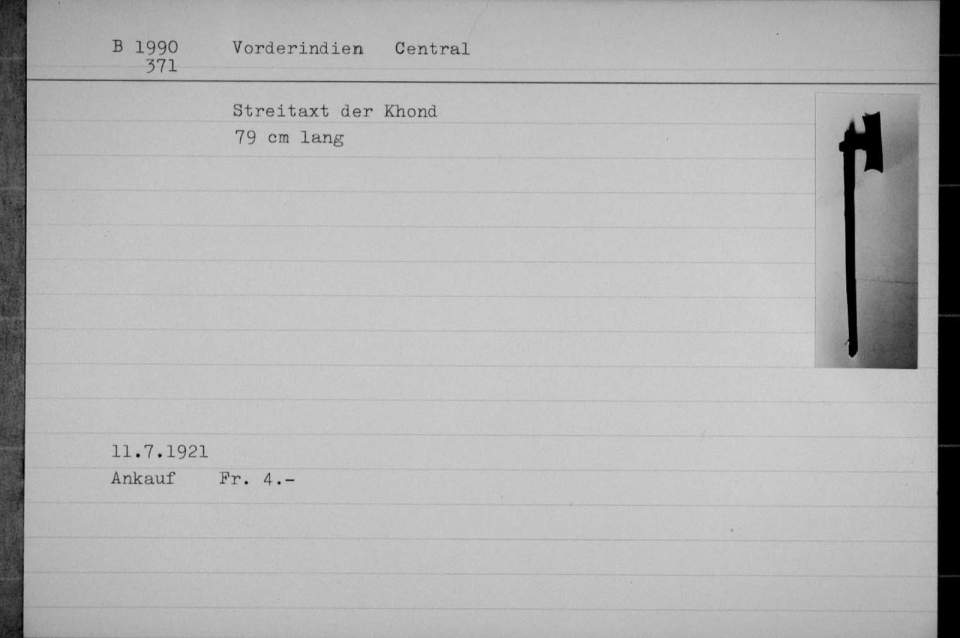 B 1990 Vorderindien Central
371
Streitaxt der Khond
79 cm lang
11.7.1921
Ankauf Fr. 4.-